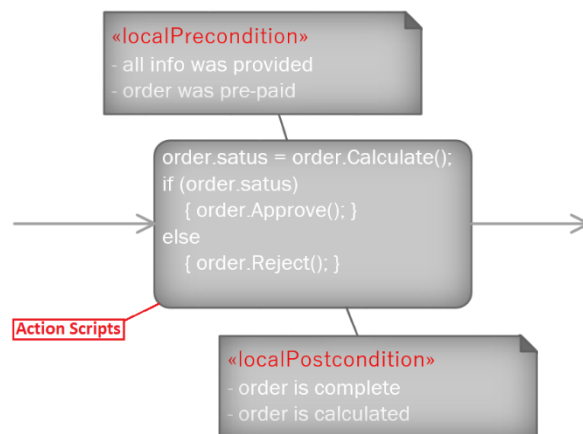 «localPrecondition»
- all info was provided
- order was pre-paid
order.satus = order.Calculate();
if (order.satus)
{ order.Approve(); }
else
{ order.Reject(); }
Action Scripts
«localPostcondition»
- order is complete
- order is calculated